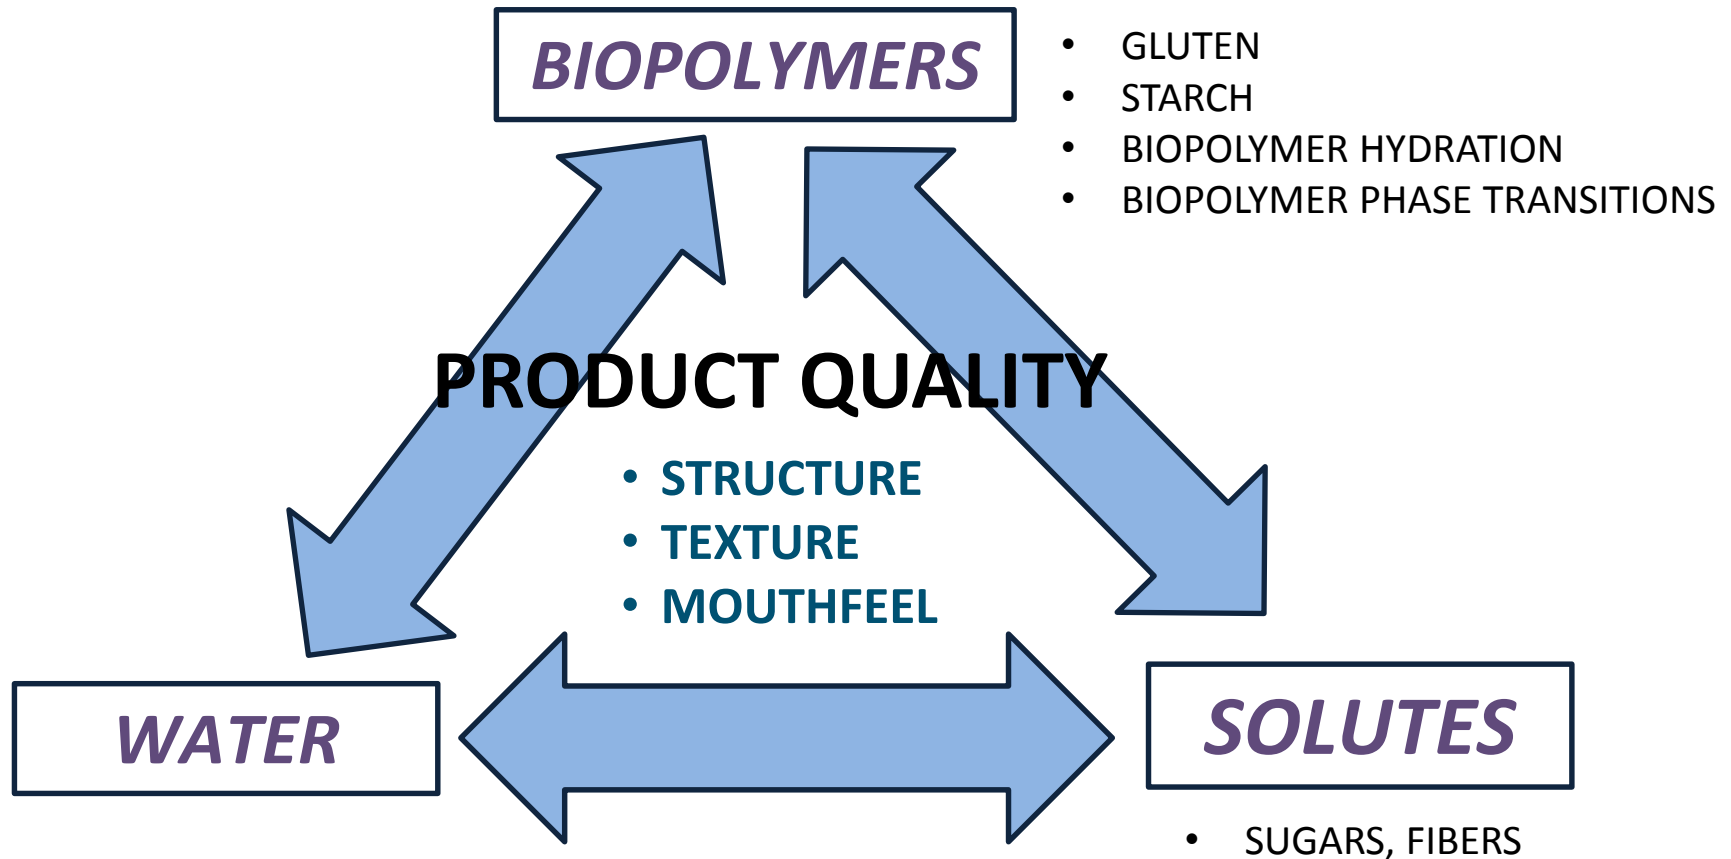 BIOPOLYMERS
• GLUTEN
• STARCH
• BIOPOLYMER HYDRATION
• BIOPOLYMER PHASE TRANSITIONS
PRODUCT QUALITY
• STRUCTURE
• TEXTURE
• MOUTHFEEL
WATER
SOLUTES
• SUGARS, FIBERS